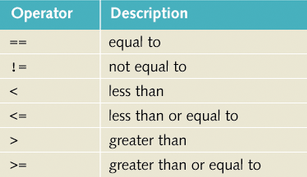 Operator Description
== equal to
!= not equal to
< less than
<= less than or equal to
> greater than
>= greater than or equal to